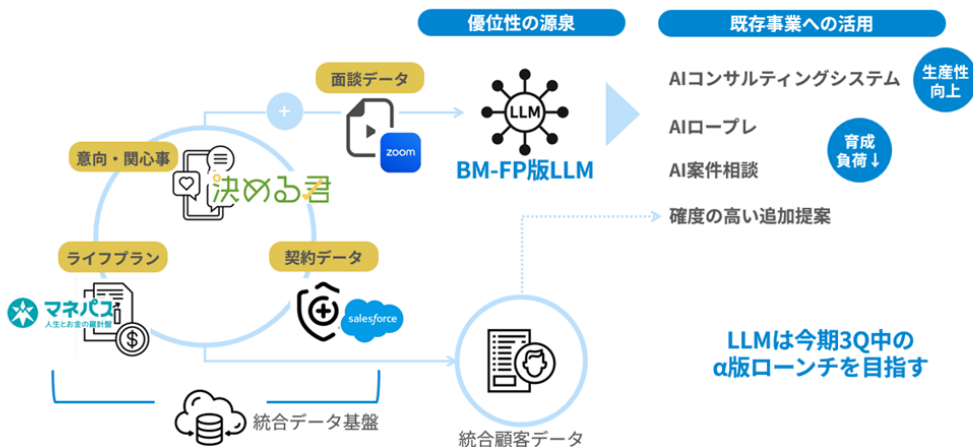 優位性の源泉
既存事業への活用
面談データ
+
zoom
LLM
BM-FP版LLM
AIコンサルティングシステム
生産性
向上
AIロープレ
育成
負荷↓
AI案件相談
確度の高い追加提案
意向・関心事
決める君
ライフプラン
契約データ
マネパス
人生とお金の羅針盤
$
salesforce
LLMは今期3Q中の
α版ローンチを目指す
統合データ基盤
統合顧客データ